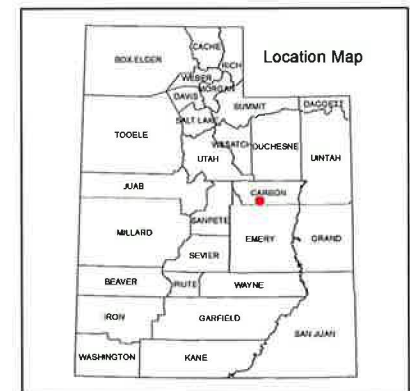 CACHE
Location Map
BOX ELDER
RICH
WEBER
MORGAN
DAVIS
SUMMIT
DAGGETT
SALT LAKE
TOOELE
WASATCH
DUCHESNE
UTAH
UINTAH
JUAB
CARBON
SANPETE
MILLARD
EMERY
GRAND
SEVIER
BEAVER
PIUTE
WAYNE
IRON
GARFIELD
SAN JUAN
WASHINGTON
KANE